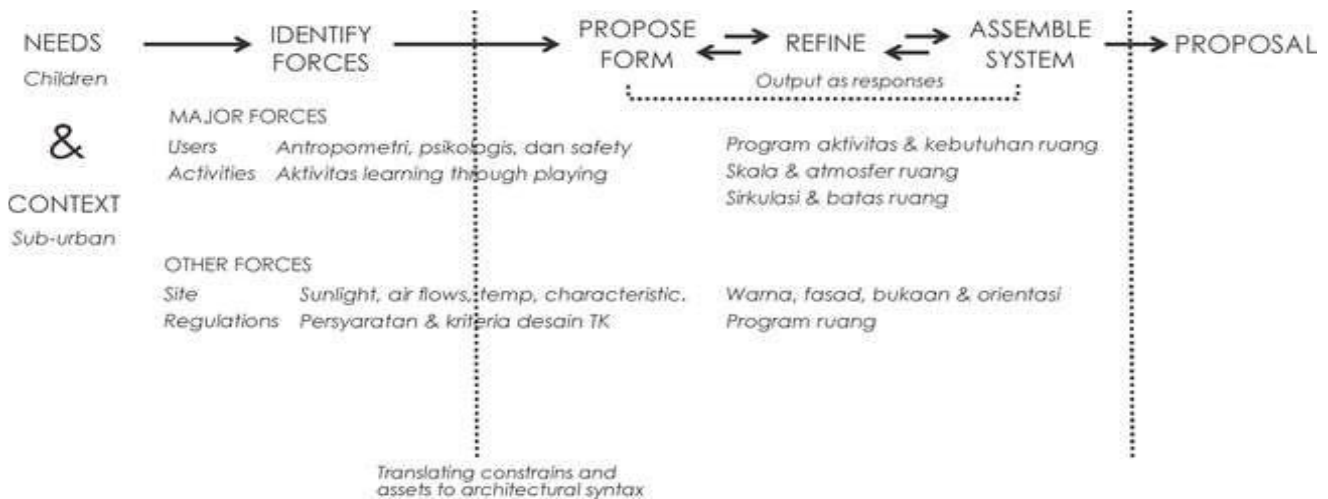 NEEDS
Children
&
CONTEXT
Sub-urban
IDENTIFY
FORCES
PROPOSE
FORM
REFINE
ASSEMBLE
SYSTEM
PROPOSAL
Output as responses
MAJOR FORCES
Users Antropometri, psikologis, dan safety
Activities Aktivitas learning through playing
Program aktivitas & kebutuhan ruang
Skala & atmosfer ruang
Sirkulasi & batas ruang
OTHER FORCES
Site Sunlight, air flows, temp, characteristic.
Regulations Persyaratan & kriteria desain TK
Warna, fasad, bukaan & orientasi
Program ruang
Translating constrains and
assets to architectural syntax